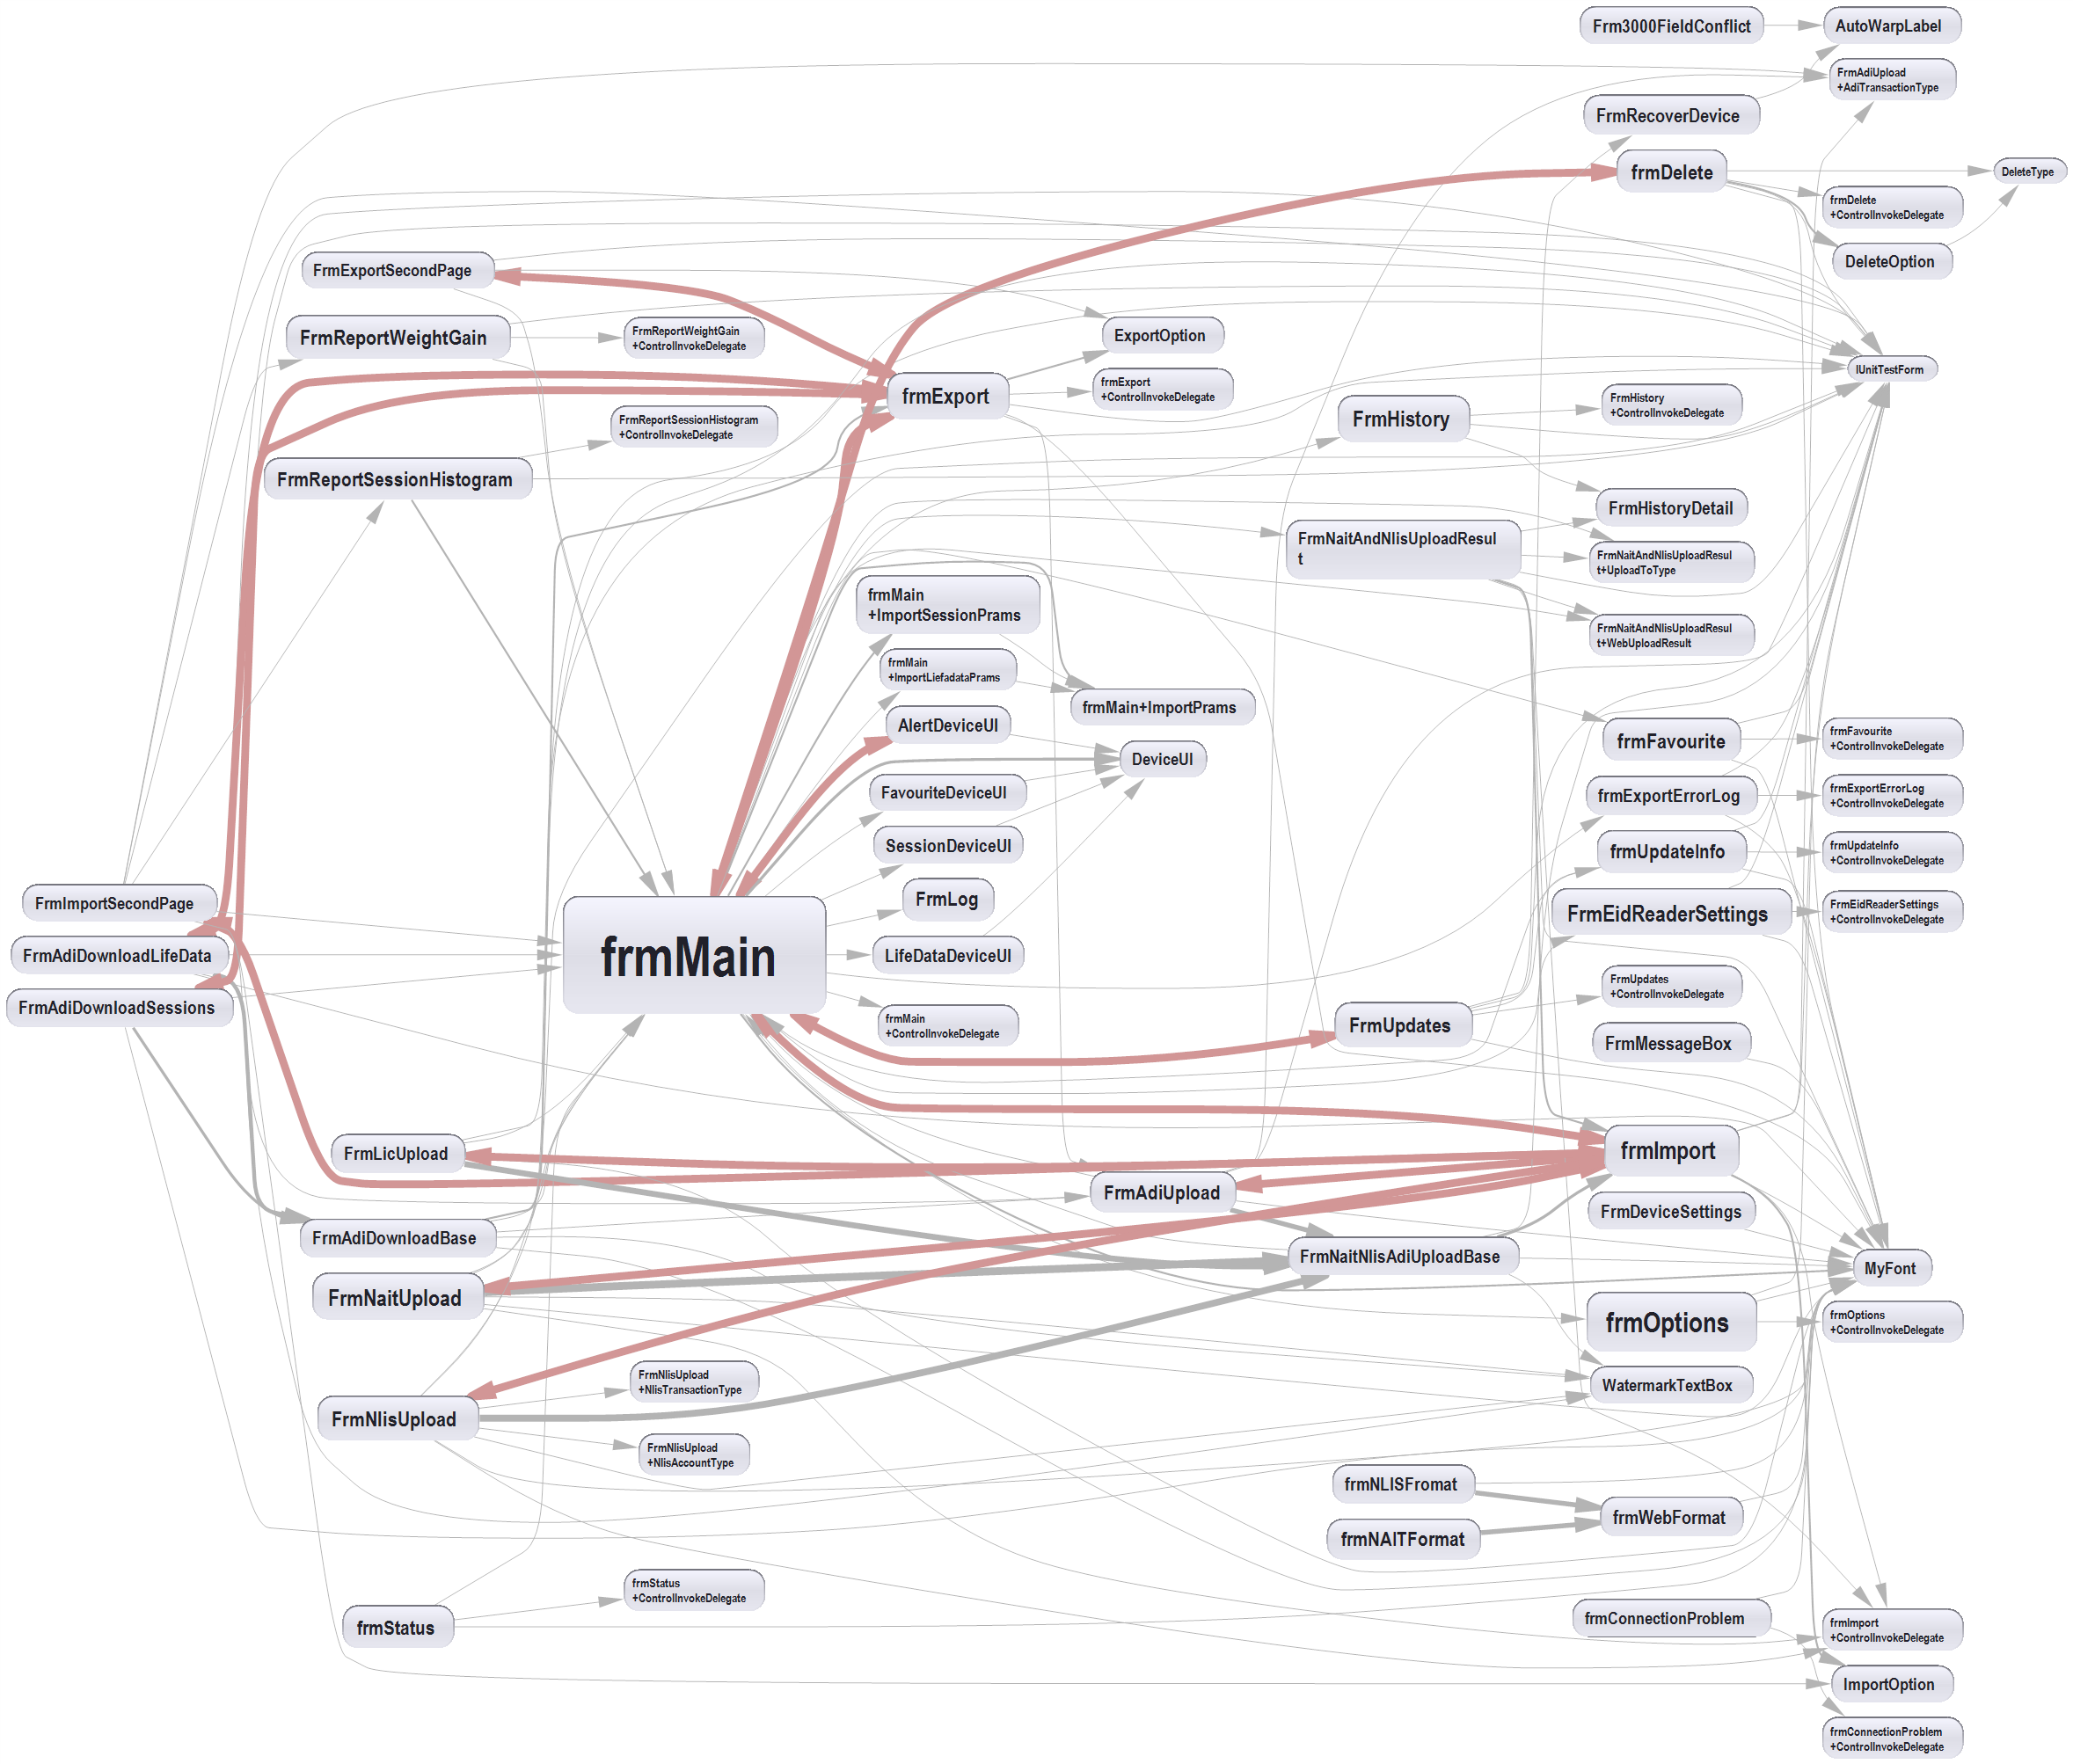 Frm3000FieldConflict
AutoWarpLabel
FrmAdiUpload
+AdiTransactionType
FrmRecoverDevice
frmDelete
DeleteType
frmDelete
+ControlInvokeDelegate
DeleteOption
FrmExportSecondPage
FrmReportWeightGain
FrmReportWeightGain
+ControlInvokeDelegate
ExportOption
IUnitTestForm
frmExport
frmExport
+ControlInvokeDelegate
FrmHistory
FrmHistory
+ControlInvokeDelegate
FrmReportSessionHistogram
+ControlInvokeDelegate
FrmReportSessionHistogram
FrmHistoryDetail
FrmNaitAndNlisUploadResul
t
FrmNaitAndNlisUploadResul
t+UploadToType
frmMain
+ImportSessionPrams
FrmNaitAndNlisUploadResul
t+WebUploadResult
frmMain
+ImportLiefadataPrams
frmMain+ImportPrams
AlertDeviceUI
DeviceUI
frmFavourite
frmFavourite
+ControlInvokeDelegate
FavouriteDeviceUI
frmExportErrorLog
frmExportErrorLog
+ControlInvokeDelegate
SessionDeviceUI
frmUpdateInfo
frmUpdateInfo
+ControlInvokeDelegate
FrmImportSecondPage
FrmLog
FrmEidReaderSettings
FrmEidReaderSettings
+ControlInvokeDelegate
FrmAdiDownloadLifeData
frmMain
LifeDataDeviceUI
FrmAdiDownloadSessions
frmMain
+ControlInvokeDelegate
FrmUpdates
FrmUpdates
+ControlInvokeDelegate
FrmMessageBox
FrmLicUpload
frmImport
FrmAdiUpload
FrmDeviceSettings
FrmAdiDownloadBase
FrmNaitNlisAdiUploadBase
MyFont
FrmNaitUpload
frmOptions
frmOptions
+ControlInvokeDelegate
FrmNlisUpload
+NlisTransactionType
WatermarkTextBox
FrmNlisUpload
FrmNlisUpload
+NlisAccountType
frmNLISFromat
frmWebFormat
frmNAITFormat
frmStatus
+ControlInvokeDelegate
frmStatus
frmConnectionProblem
frmImport
+ControlInvokeDelegate
ImportOption
frmConnectionProblem
+ControlInvokeDelegate